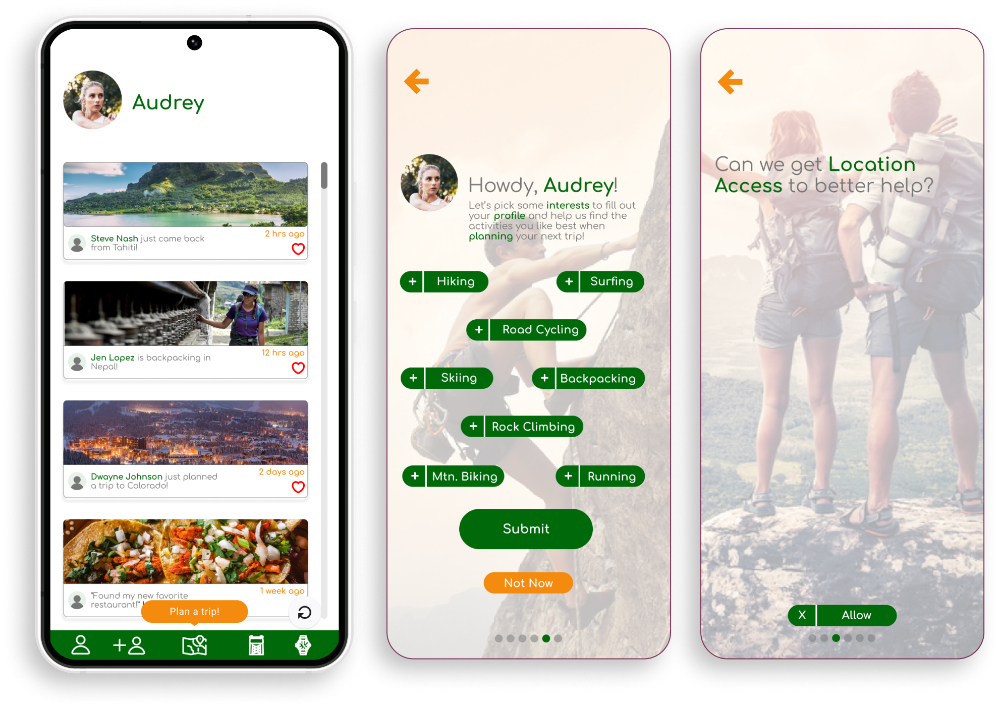 Audrey
2 hrs ago
Steve Nash just came back
from Tahiti!
12 hrs ago
Jen Lopez is backpacking in
Nepal!
2 days ago
Dwayne Johnson just planned
a trip to Colorado!
1 week ago
"Found my new favorite
restaurant!"
Plan a trip!
Howdy, Audrey!
Let's pick some interests to fill out
your profile and help us find the
activities you like best when
planning your next trip!
+ Hiking
+ Surfing
+ Road Cycling
+ Skiing
+ Backpacking
+ Rock Climbing
+ Mtn. Biking
+ Running
Submit
Not Now
Can we get Location
Access to better help?
X Allow